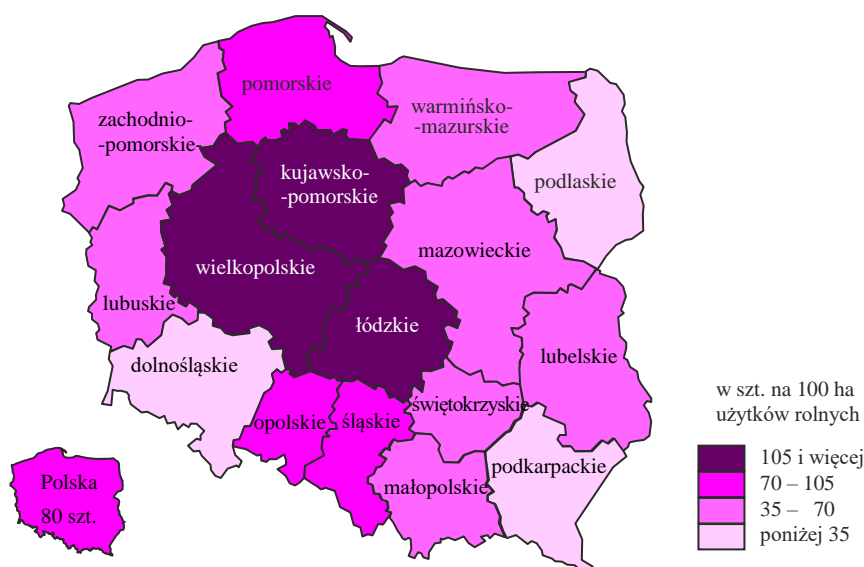 pomorskie
warmińsko-
-mazurskie
zachodnio-
-pomorskie
kujawsko-
-pomorskie
podlaskie
mazowieckie
wielkopolskie
lubuskie
łódzkie
dolnośląskie
lubelskie
opolskie
śląskie
świętokrzyskie
podkarpackie
małopolskie
Polska
80 szt.
w szt. na 100 ha
użytków rolnych
105 i więcej
70 – 105
35 – 70
poniżej 35